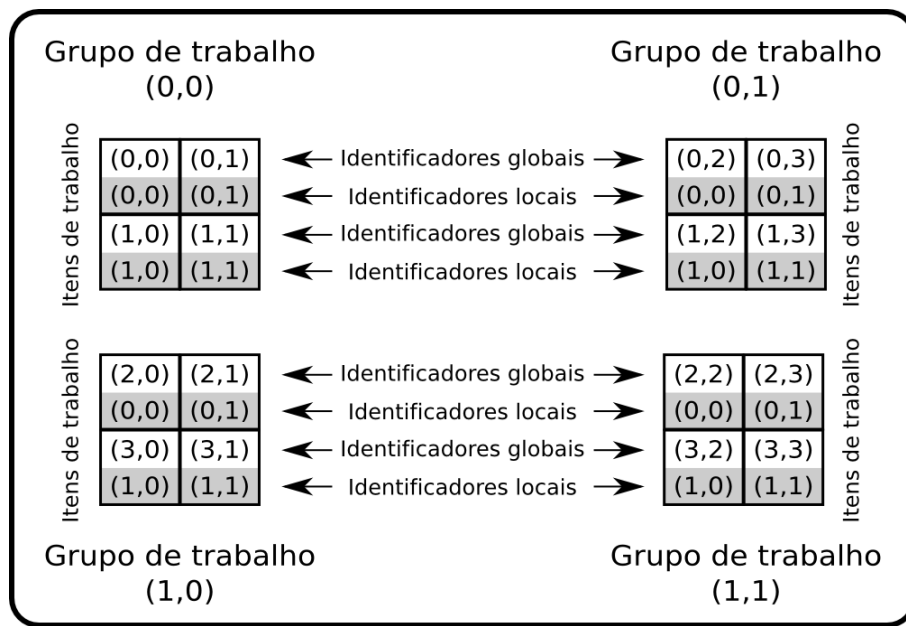 Grupo de trabalho
(0,0)
Grupo de trabalho
(0,1)
Itens de trabalho
(0,0) (0,1)
(0,0) (0,1)
(1,0) (1,1)
(1,0) (1,1)
Identificadores globais
Identificadores locais
Identificadores globais
Identificadores locais
(0,2) (0,3)
(0,0) (0,1)
(1,2) (1,3)
(1,0) (1,1)
Itens de trabalho
Itens de trabalho
(2,0) (2,1)
(0,0) (0,1)
(3,0) (3,1)
(1,0) (1,1)
Identificadores globais
Identificadores locais
Identificadores globais
Identificadores locais
(2,2) (2,3)
(0,0) (0,1)
(3,2) (3,3)
(1,0) (1,1)
Itens de trabalho
Grupo de trabalho
(1,0)
Grupo de trabalho
(1,1)